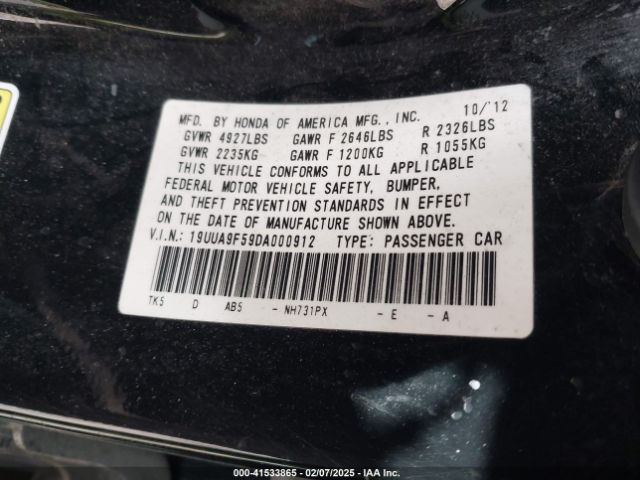 MFD. BY HONDA OF AMERICA MFG., INC. 10/'12
GVWR 4927LBS GAWR F 2646LBS R 2326LBS
GVWR 2235KG GAWR F 1200KG R 1055KG
THIS VEHICLE CONFORMS TO ALL APPLICABLE
FEDERAL MOTOR VEHICLE SAFETY, BUMPER,
AND THEFT PREVENTION STANDARDS IN EFFECT
ON THE DATE OF MANUFACTURE SHOWN ABOVE.
V.I.N.: 19UUA9F59DA000912 TYPE: PASSENGER CAR
TK5 D AB5 - NH731PX - E - A
000-41533865 - 02/07/2025 - IAA Inc.